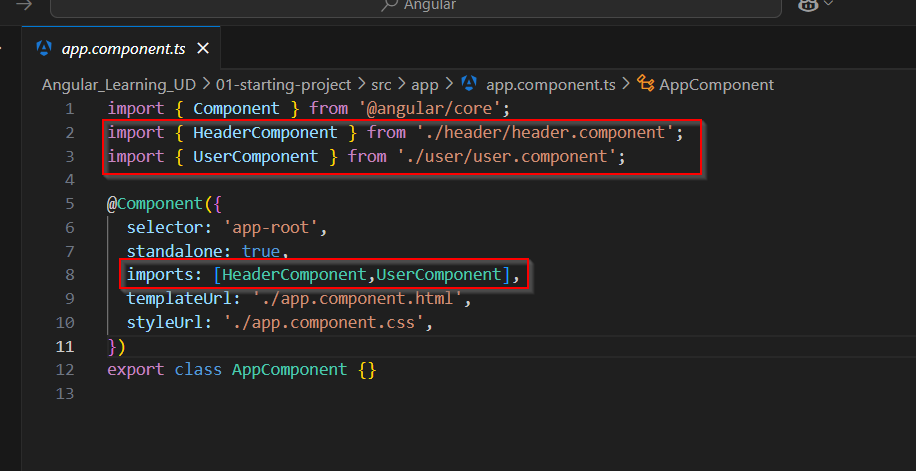 Angular
app.component.ts
Angular_Learning_UD > 01-starting-project > src > app > app.component.ts > AppComponent
1 import { Component } from '@angular/core';
2 import { HeaderComponent } from './header/header.component';
3 import { UserComponent } from './user/user.component';
4
5 @Component({
6 selector: 'app-root',
7 standalone: true,
8 imports: [HeaderComponent,UserComponent],
9 templateUrl: './app.component.html',
10 styleUrl: './app.component.css',
11 })
12 export class AppComponent {}
13